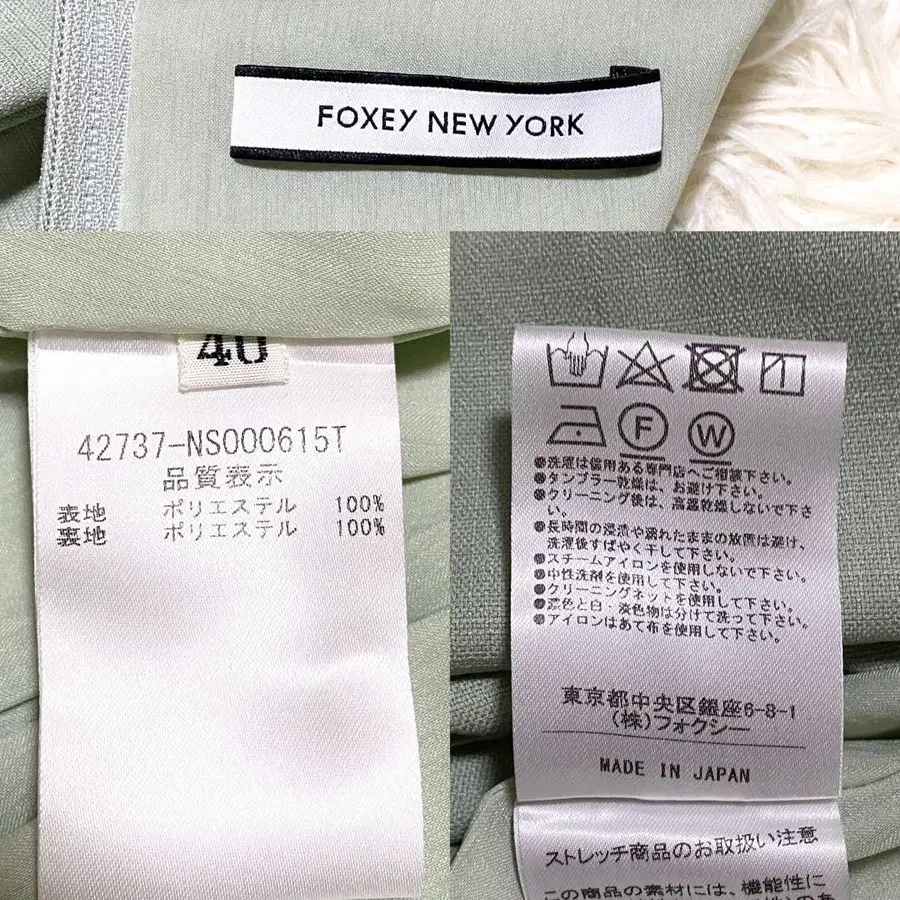 FOXEY NEW YORK
40
42737-NS000615T
品質表示
表地 ポリエステル 100%
裏地 ポリエステル 100%
F W
●洗濯は信用ある専門店へご相談下さい。
●タンブラー乾燥は、お避け下さい。
●クリーニング後は、高温乾燥しないで下さ
い。
●長時間の浸漬や濡れたままの放置は避け、
洗濯後すばやく干して下さい。
●スチームアイロンを使用しないで下さい。
●中性洗剤を使用して下さい。
●クリーニングネットを使用して下さい。
●濃色と白・淡色物は分けて洗って下さい。
●アイロンはあて布を使用して下さい。
東京都中央区銀座6-8-1
(株)フォクシー
MADE IN JAPAN
ストレッチ商品のお取扱い注意
この商品の素材には、機能性に